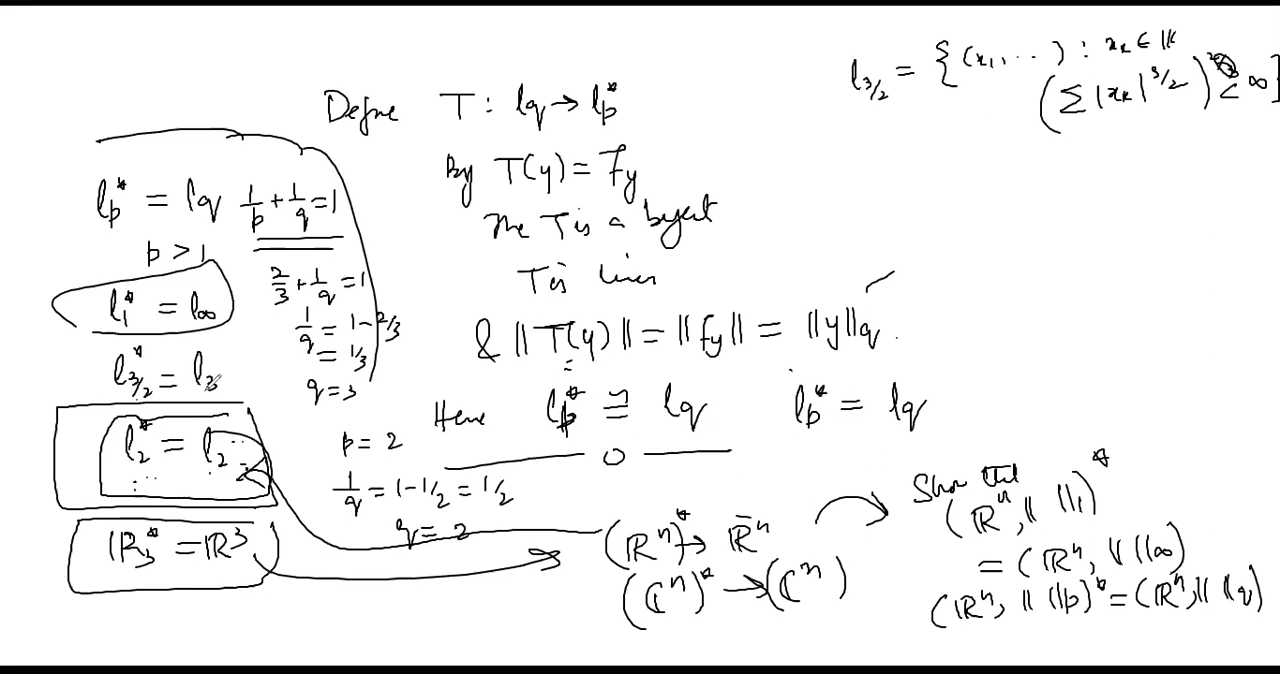 l_{3/2} = { (x_1, ...) : x_k ∈ 𝕂
(Σ |x_k|^{3/2}) < ∞ }
Define T : l_q → l_p^*
By T(y) = f_y
The T is a
T is linear
& ||T(y)|| = ||f_y|| = ||y||_q .
Hence l_p^* ≅ l_q l_p^* = l_q
l_p^* = l_q 1/p + 1/q = 1
p > 1
l_1^* = l_∞
l_{3/2}^* = l_3
l_2^* = l_2
ℝ_3^* = ℝ^3
2/3 + 1/q = 1
1/q = 1 - 2/3
= 1/3
q = 3
p = 2
1/q = 1 - 1/2 = 1/2
q = 2
(ℝ^n)^* → ℝ^n
(ℂ^n)^* → (ℂ^n)
Show that
(ℝ^n, || ||_1)^*
= (ℝ^n, || ||_∞)
(ℝ^n, || ||_p)^* = (ℝ^n, || ||_q)